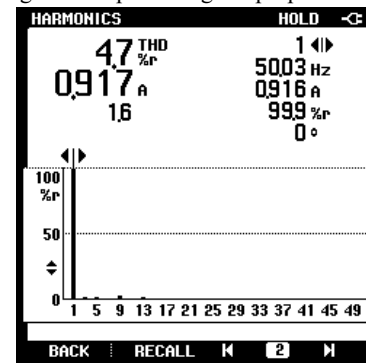 HARMONICS HOLD
4,7 THD %r 1
50,03 Hz
0,917 A 0,916 A
1,6 99,9 %r
0 °
100
%r
50
0
1 5 9 13 17 21 25 29 33 37 41 45 49
BACK RECALL 2